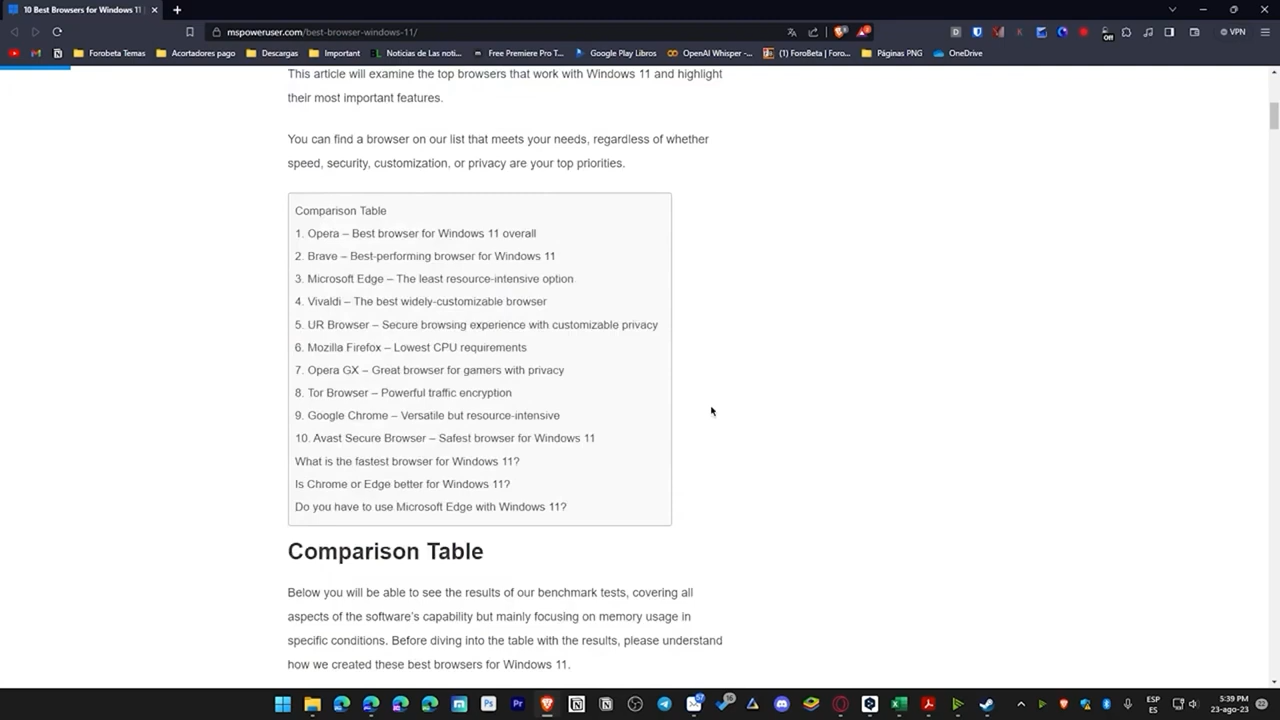 10 Best Browsers for Windows 11
mspoweruser.com/best-browser-windows-11/
VPN
Forobeta Temas
Acortadores pago
Descargas
Important
Noticias de Las noti...
Free Premiere Pro T...
Google Play Libros
OpenAI Whisper -...
ForoBeta | Foro...
Páginas PNG
OneDrive
This article will examine the top browsers that work with Windows 11 and highlight
their most important features.
You can find a browser on our list that meets your needs, regardless of whether
speed, security, customization, or privacy are your top priorities.
Comparison Table
1. Opera – Best browser for Windows 11 overall
2. Brave – Best-performing browser for Windows 11
3. Microsoft Edge – The least resource-intensive option
4. Vivaldi – The best widely-customizable browser
5. UR Browser – Secure browsing experience with customizable privacy
6. Mozilla Firefox – Lowest CPU requirements
7. Opera GX – Great browser for gamers with privacy
8. Tor Browser – Powerful traffic encryption
9. Google Chrome – Versatile but resource-intensive
10. Avast Secure Browser – Safest browser for Windows 11
What is the fastest browser for Windows 11?
Is Chrome or Edge better for Windows 11?
Do you have to use Microsoft Edge with Windows 11?
Comparison Table
Below you will be able to see the results of our benchmark tests, covering all
aspects of the software's capability but mainly focusing on memory usage in
specific conditions. Before diving into the table with the results, please understand
how we created these best browsers for Windows 11.
ESP
ES
5:39 PM
23-ago-23